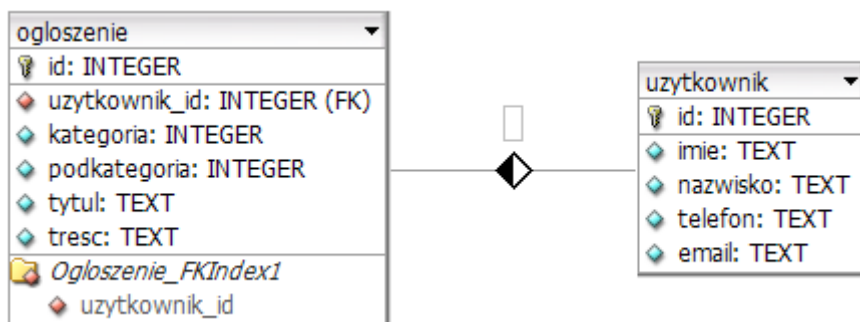 ogloszenie
id: INTEGER
uzytkownik_id: INTEGER (FK)
kategoria: INTEGER
podkategoria: INTEGER
tytul: TEXT
tresc: TEXT
Ogloszenie_FKIndex1
uzytkownik_id
uzytkownik
id: INTEGER
imie: TEXT
nazwisko: TEXT
telefon: TEXT
email: TEXT